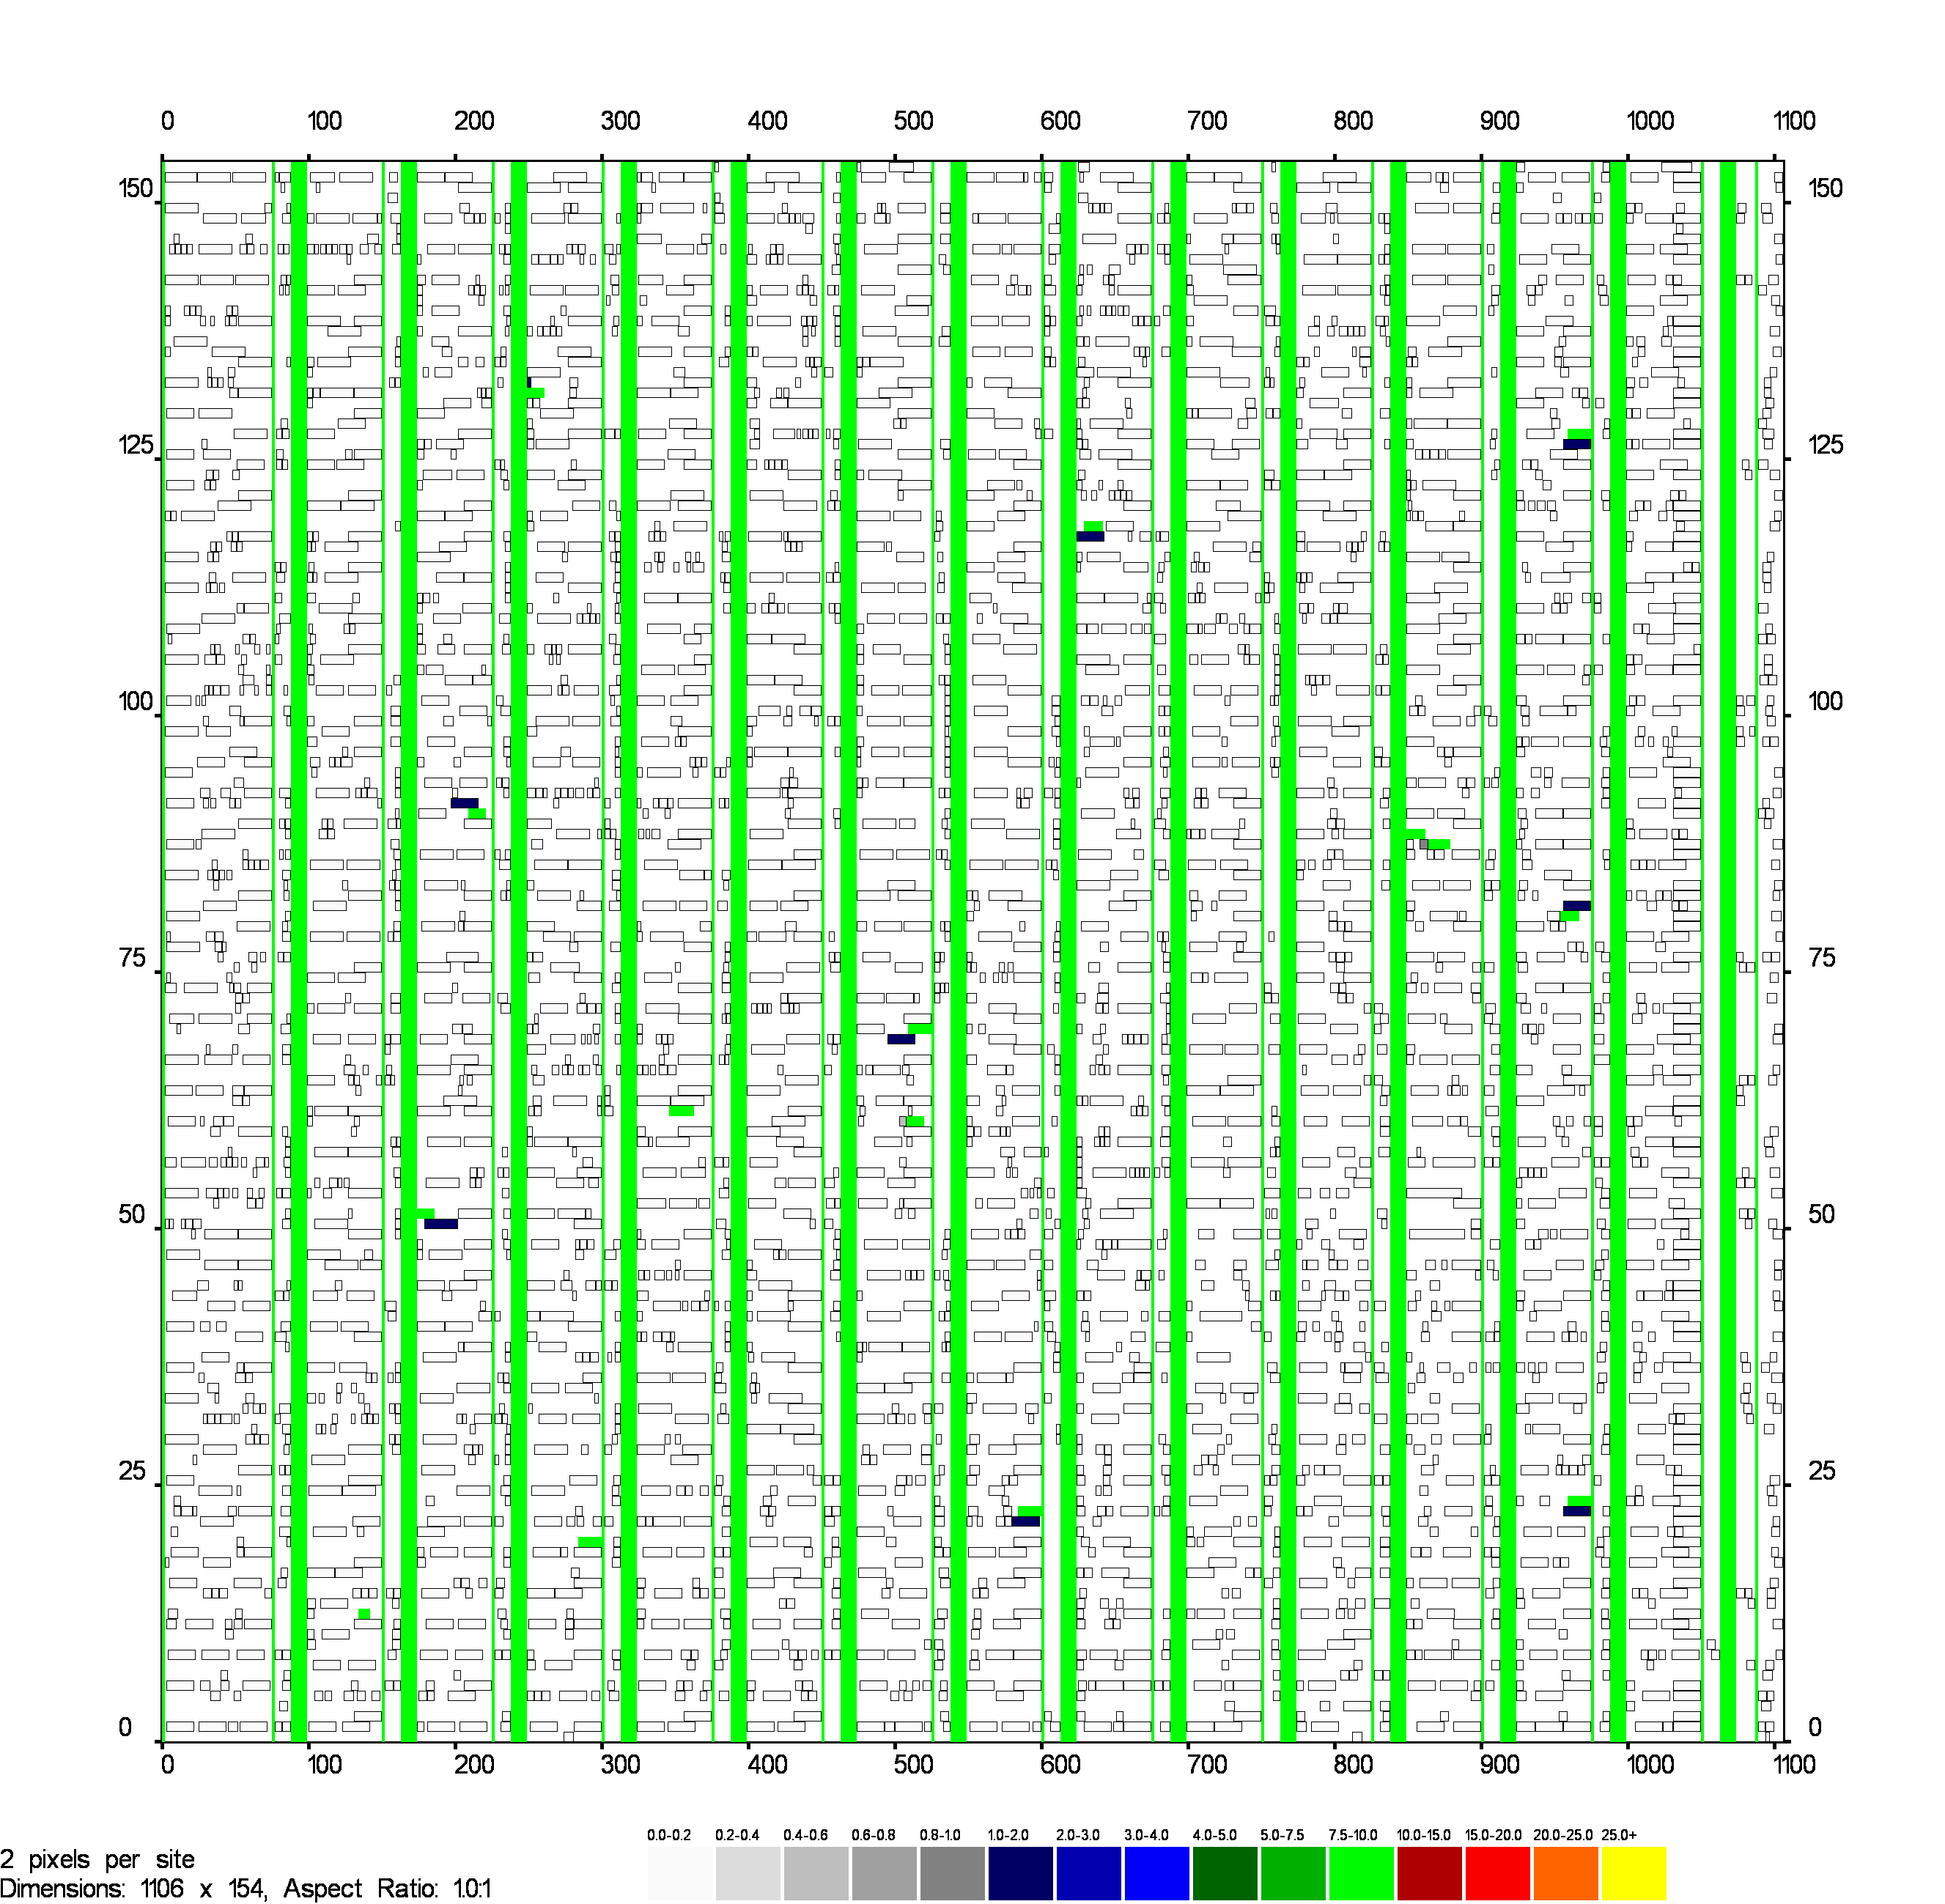 0 100 200 300 400 500 600 700 800 900 1000 1100
150 150
125 125
100 100
75 75
50 50
25 25
0 0
0 100 200 300 400 500 600 700 800 900 1000 1100
0.0-0.2 0.2-0.4 0.4-0.6 0.6-0.8 0.8-1.0 1.0-2.0 2.0-3.0 3.0-4.0 4.0-5.0 5.0-7.5 7.5-10.0 10.0-15.0 15.0-20.0 20.0-25.0 25.0+
2 pixels per site
Dimensions: 1106 x 154, Aspect Ratio: 1.0:1